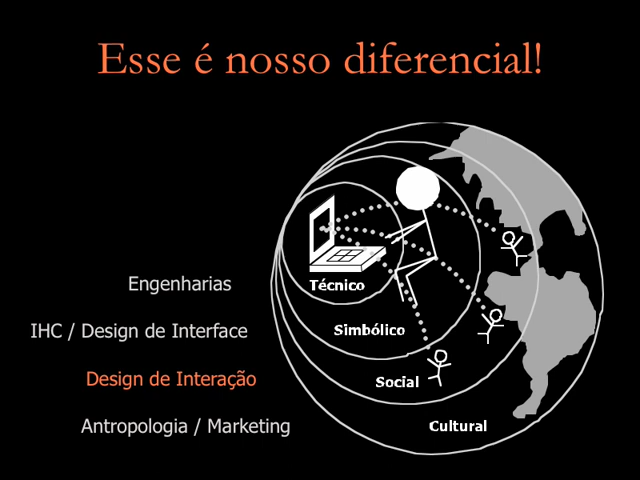 Esse é nosso diferencial!
Engenharias
Técnico
IHC / Design de Interface
Simbólico
Design de Interação
Social
Antropologia / Marketing
Cultural